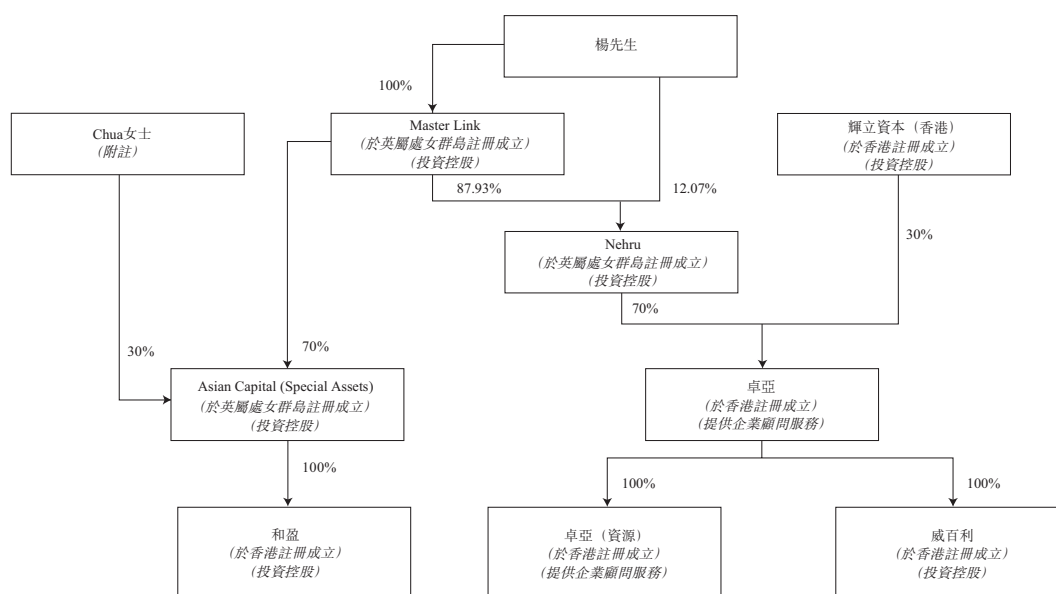 楊先生
100%
Chua女士
(附註)
Master Link
(於英屬處女群島註冊成立)
(投資控股)
輝立資本(香港)
(於香港註冊成立)
(投資控股)
87.93%
12.07%
Nehru
(於英屬處女群島註冊成立)
(投資控股)
30%
70%
30%
70%
Asian Capital (Special Assets)
(於英屬處女群島註冊成立)
(投資控股)
卓亞
(於香港註冊成立)
(提供企業顧問服務)
100%
100%
100%
和盈
(於香港註冊成立)
(投資控股)
卓亞(資源)
(於香港註冊成立)
(提供企業顧問服務)
威百利
(於香港註冊成立)
(投資控股)